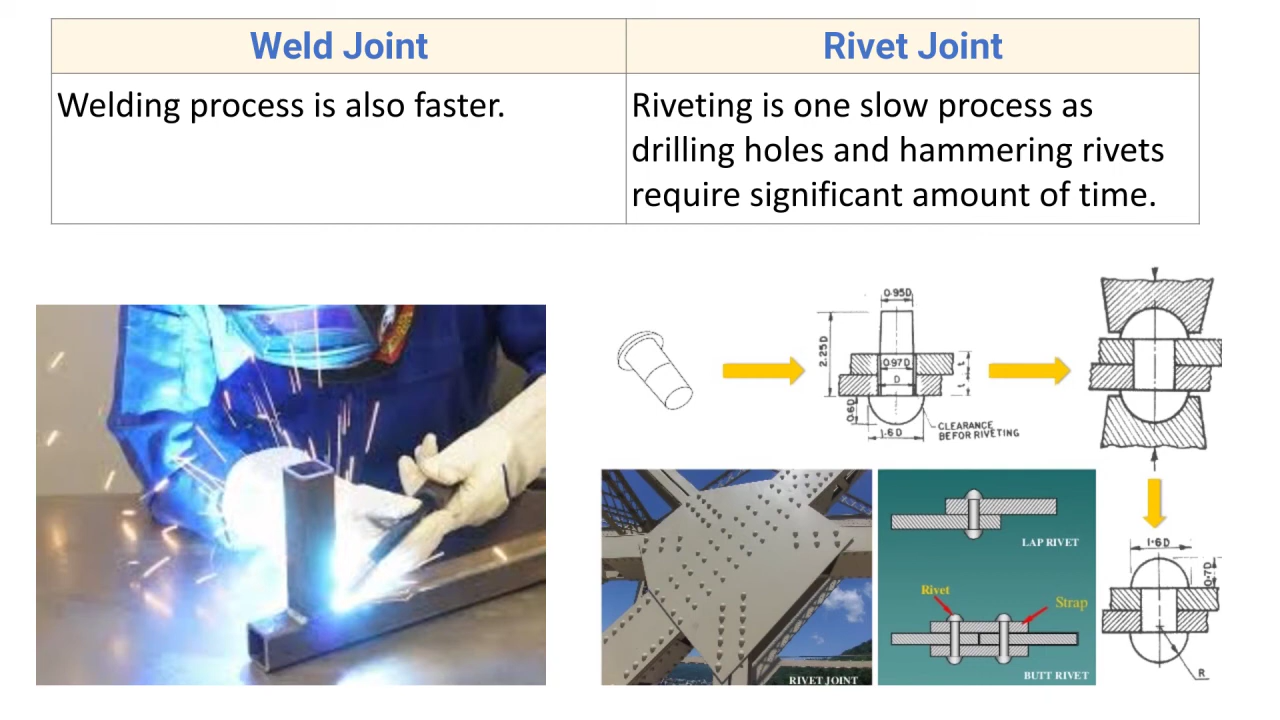 Weld Joint
Rivet Joint
Welding process is also faster.
Riveting is one slow process as
drilling holes and hammering rivets
require significant amount of time.
0·95D
2.25D
0·97D
D
t
t
0.6D
1·6D
CLEARANCE
BEFOR RIVETING
RIVET JOINT
LAP RIVET
Rivet
Strap
BUTT RIVET
1·6D
0·7D
R